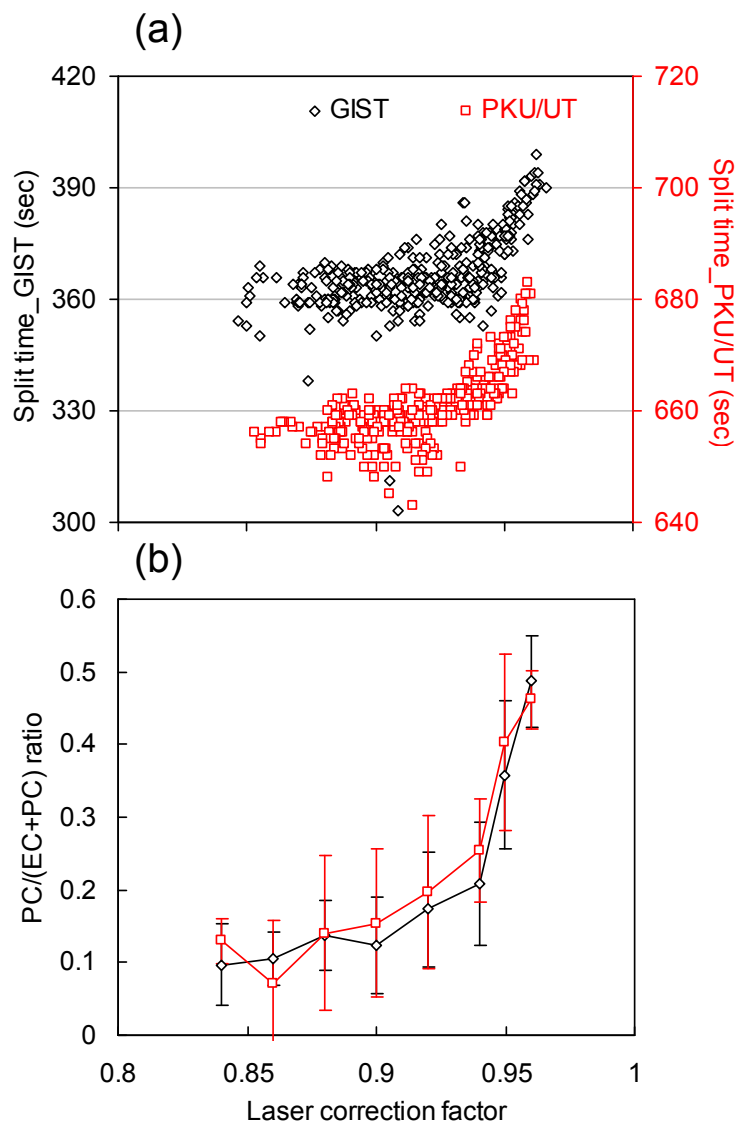 (a)
420
720
GIST
PKU/UT
390
700
360
680
330
660
300
640
Split time_GIST (sec)
Split time_PKU/UT (sec)
(b)
0.6
0.5
0.4
0.3
0.2
0.1
0
PC/(EC+PC) ratio
0.8
0.85
0.9
0.95
1
Laser correction factor